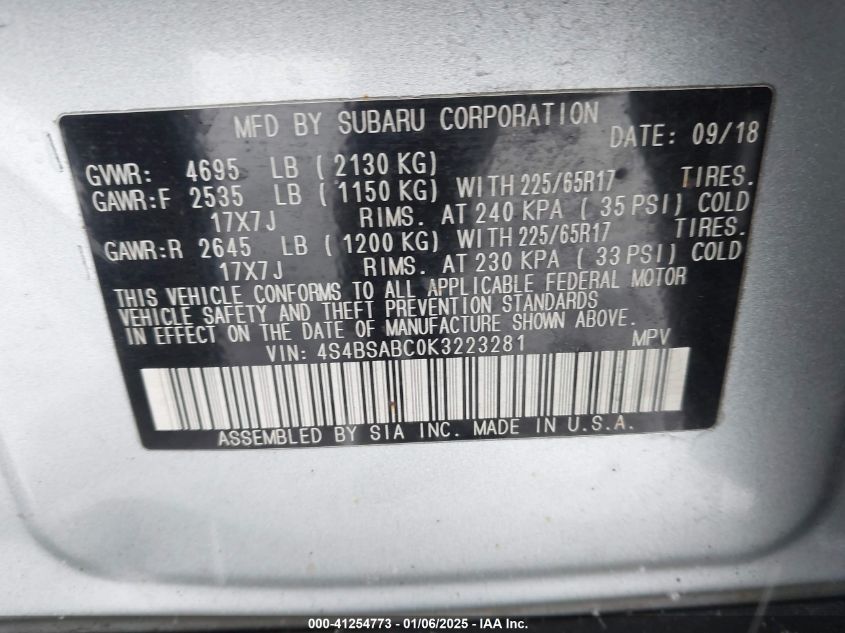 MFD BY SUBARU CORPORATION DATE: 09/18
GVWR: 4695 LB ( 2130 KG)
GAWR:F 2535 LB ( 1150 KG) WITH 225/65R17 TIRES.
17X7J RIMS. AT 240 KPA ( 35 PSI) COLD
GAWR:R 2645 LB ( 1200 KG) WITH 225/65R17 TIRES.
17X7J RIMS. AT 230 KPA ( 33 PSI) COLD
THIS VEHICLE CONFORMS TO ALL APPLICABLE FEDERAL MOTOR
VEHICLE SAFETY AND THEFT PREVENTION STANDARDS
IN EFFECT ON THE DATE OF MANUFACTURE SHOWN ABOVE.
VIN: 4S4BSABC0K3223281 MPV
ASSEMBLED BY SIA INC. MADE IN U.S.A.
000-41254773 - 01/06/2025 - IAA Inc.